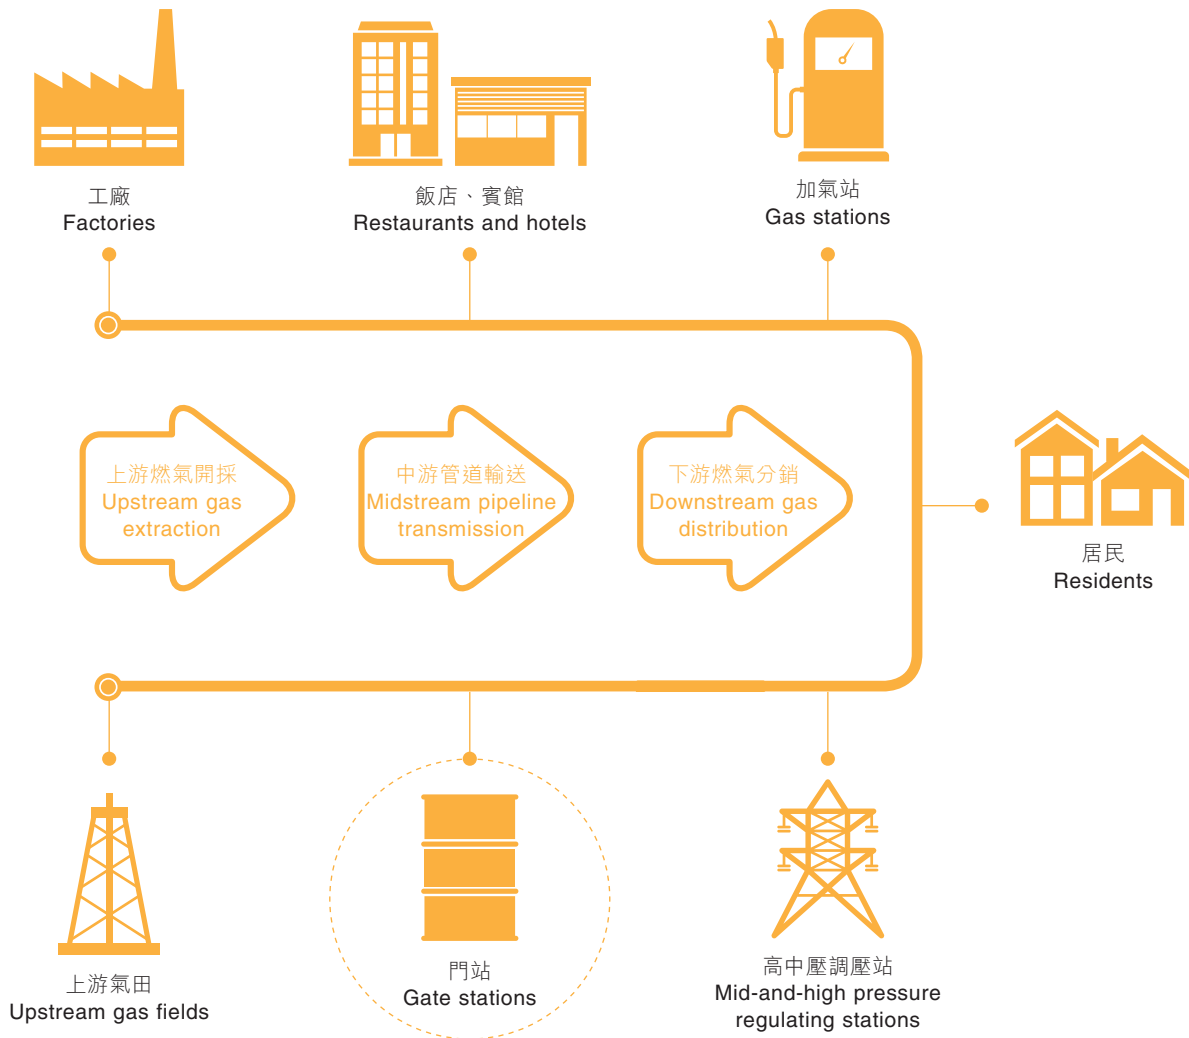 工廠
Factories
飯店、賓館
Restaurants and hotels
加氣站
Gas stations
上游燃氣開採
Upstream gas
extraction
中游管道輸送
Midstream pipeline
transmission
下游燃氣分銷
Downstream gas
distribution
居民
Residents
上游氣田
Upstream gas fields
門站
Gate stations
高中壓調壓站
Mid-and-high pressure
regulating stations